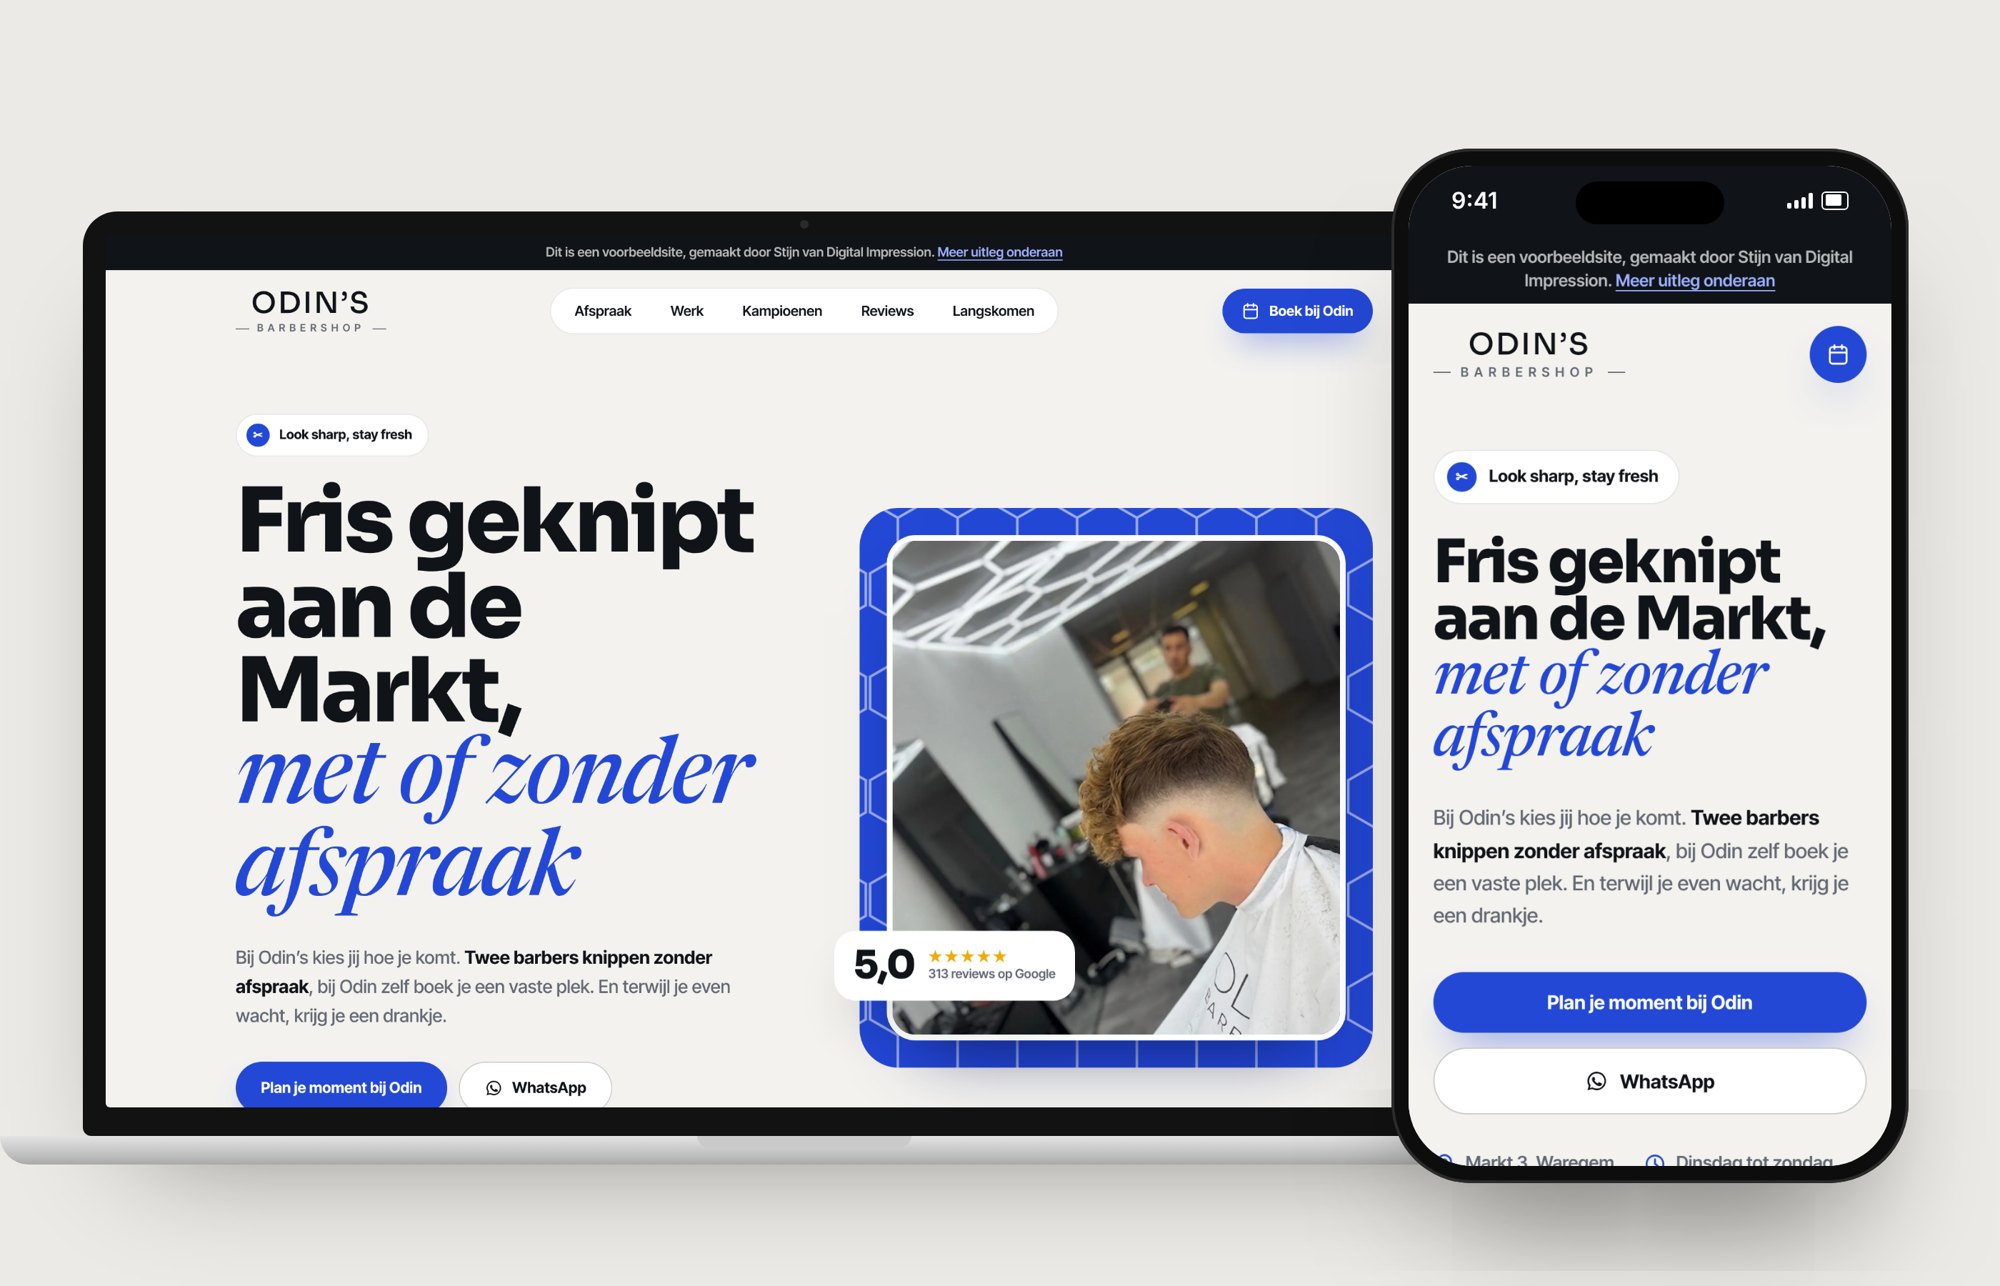 Dit is een voorbeeldsite, gemaakt door Stijn van Digital Impression. Meer uitleg onderaan
ODIN'S
BARBERSHOP
Afspraak
Werk
Kampioenen
Reviews
Langskomen
Boek bij Odin
Look sharp, stay fresh
Fris geknipt
aan de
Markt,
met of zonder
afspraak
Bij Odin's kies jij hoe je komt. Twee barbers knippen zonder
afspraak, bij Odin zelf boek je een vaste plek. En terwijl je even
wacht, krijg je een drankje.
Plan je moment bij Odin
WhatsApp
5,0
★★★★★
313 reviews op Google
9:41
Dit is een voorbeeldsite, gemaakt door Stijn van Digital
Impression. Meer uitleg onderaan
ODIN'S
BARBERSHOP
Look sharp, stay fresh
Fris geknipt
aan de Markt,
met of zonder
afspraak
Bij Odin's kies jij hoe je komt. Twee barbers
knippen zonder afspraak, bij Odin zelf boek je
een vaste plek. En terwijl je even wacht, krijg je
een drankje.
Plan je moment bij Odin
WhatsApp
Markt 3, Waregem
Dinsdag tot zondag